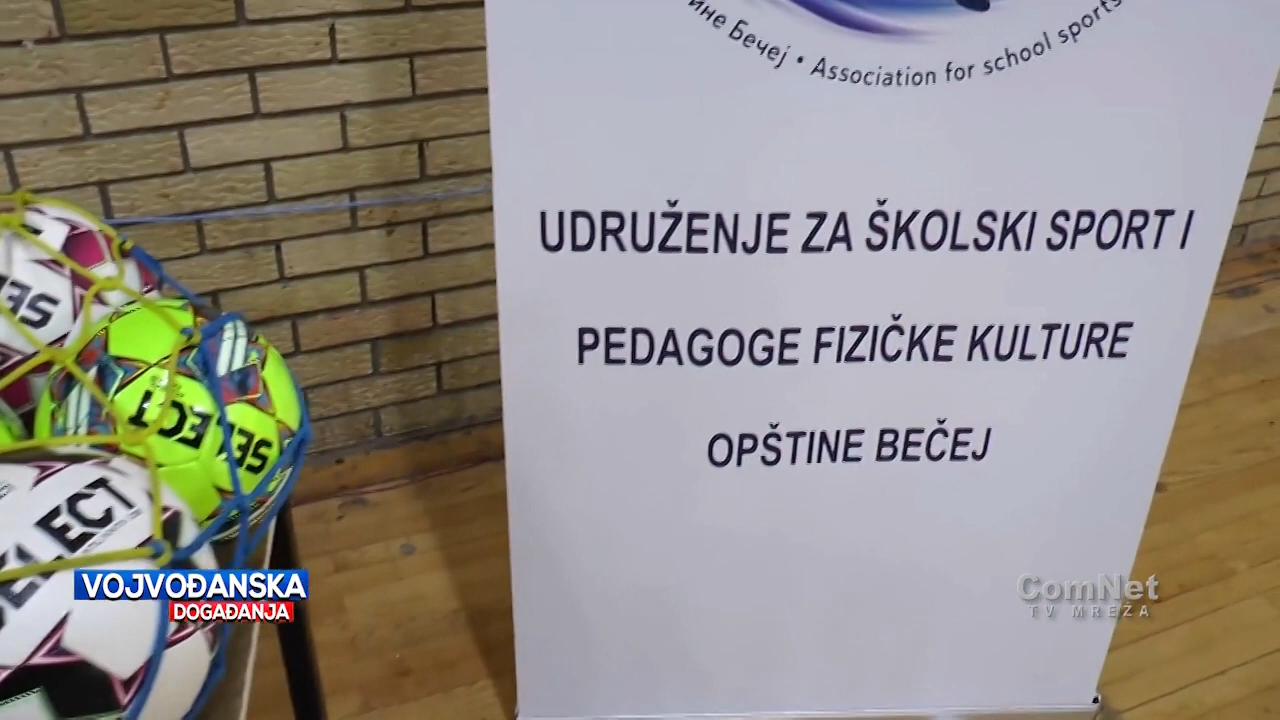 ине Бечеј • Association for school sports
UDRUŽENJE ZA ŠKOLSKI SPORT I
PEDAGOGE FIZIČKE KULTURE
OPŠTINE BEČEJ
SELECT
SELECT
VOJVOĐANSKA
DOGAĐANJA
ComNet
TV MREŽA